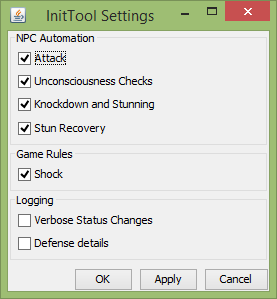 InitTool Settings
NPC Automation
Attack
Unconsciousness Checks
Knockdown and Stunning
Stun Recovery
Game Rules
Shock
Logging
Verbose Status Changes
Defense details
OK Apply Cancel